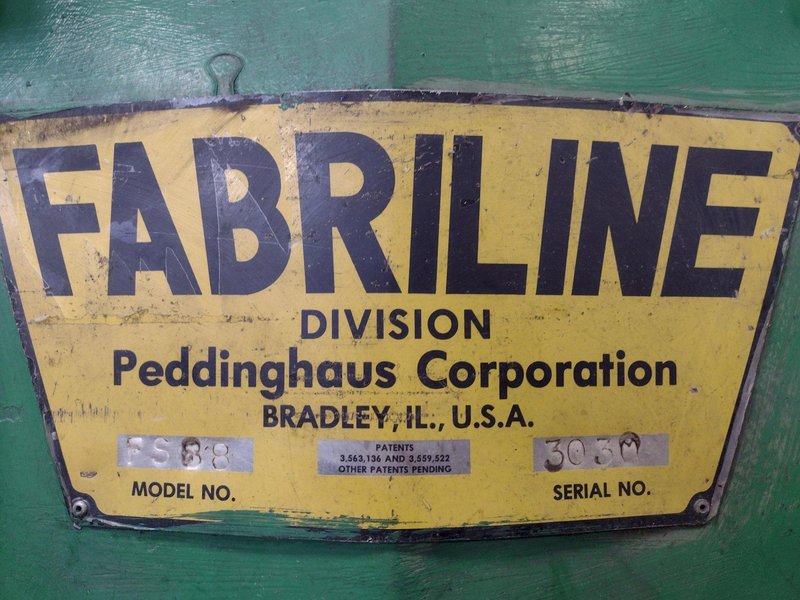 FABRILINE
DIVISION
Peddinghaus Corporation
BRADLEY, IL., U.S.A.
PATENTS
3,563,136 AND 3,559,522
OTHER PATENTS PENDING
303M
MODEL NO.
SERIAL NO.